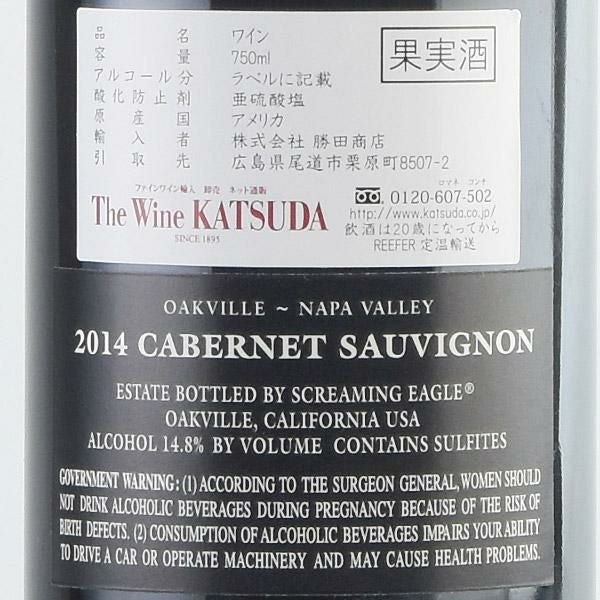 品名 ワイン
容量 750ml
アルコール分 ラベルに記載
酸化防止剤 亜硫酸塩
原産国 アメリカ
輸入者 株式会社 勝田商店
引取先 広島県尾道市栗原町8507-2
果実酒
ファインワイン輸入 卸売 ネット通販
The Wine KATSUDA
SINCE 1895
ロマネ・コンチ
0120-607-502
http://www.katsuda.co.jp/
飲酒は20歳になってから
REEFER 定温輸送
OAKVILLE ~ NAPA VALLEY
2014 CABERNET SAUVIGNON
ESTATE BOTTLED BY SCREAMING EAGLE®
OAKVILLE, CALIFORNIA USA
ALCOHOL 14.8% BY VOLUME CONTAINS SULFITES
GOVERNMENT WARNING: (1) ACCORDING TO THE SURGEON GENERAL, WOMEN SHOULD
NOT DRINK ALCOHOLIC BEVERAGES DURING PREGNANCY BECAUSE OF THE RISK OF
BIRTH DEFECTS. (2) CONSUMPTION OF ALCOHOLIC BEVERAGES IMPAIRS YOUR ABILITY
TO DRIVE A CAR OR OPERATE MACHINERY AND MAY CAUSE HEALTH PROBLEMS.